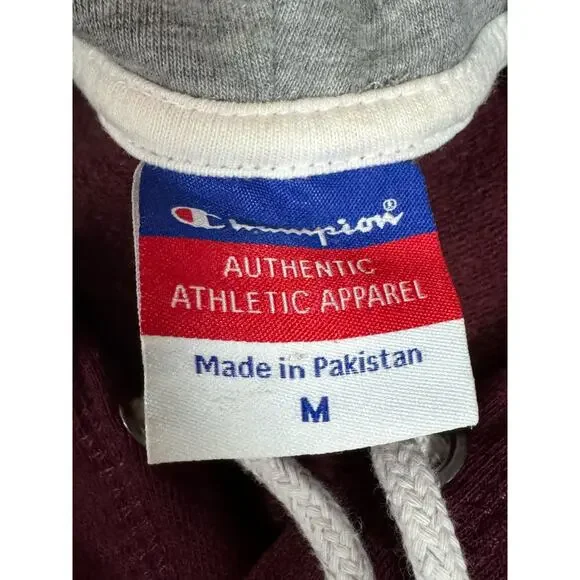 Champion®
AUTHENTIC
ATHLETIC APPAREL
Made in Pakistan
M